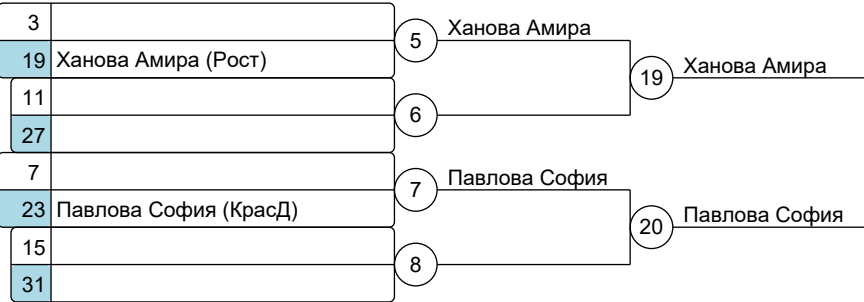 3
19 Ханова Амира (Рост)
5 Ханова Амира
19 Ханова Амира
11
27
6
7
23 Павлова София (КрасД)
7 Павлова София
20 Павлова София
15
31
8